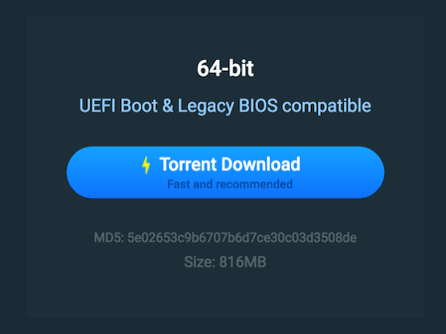 64-bit
UEFI Boot & Legacy BIOS compatible
Torrent Download
Fast and recommended
MD5: 5e02653c9b6707b6d7ce30c03d3508de
Size: 816MB